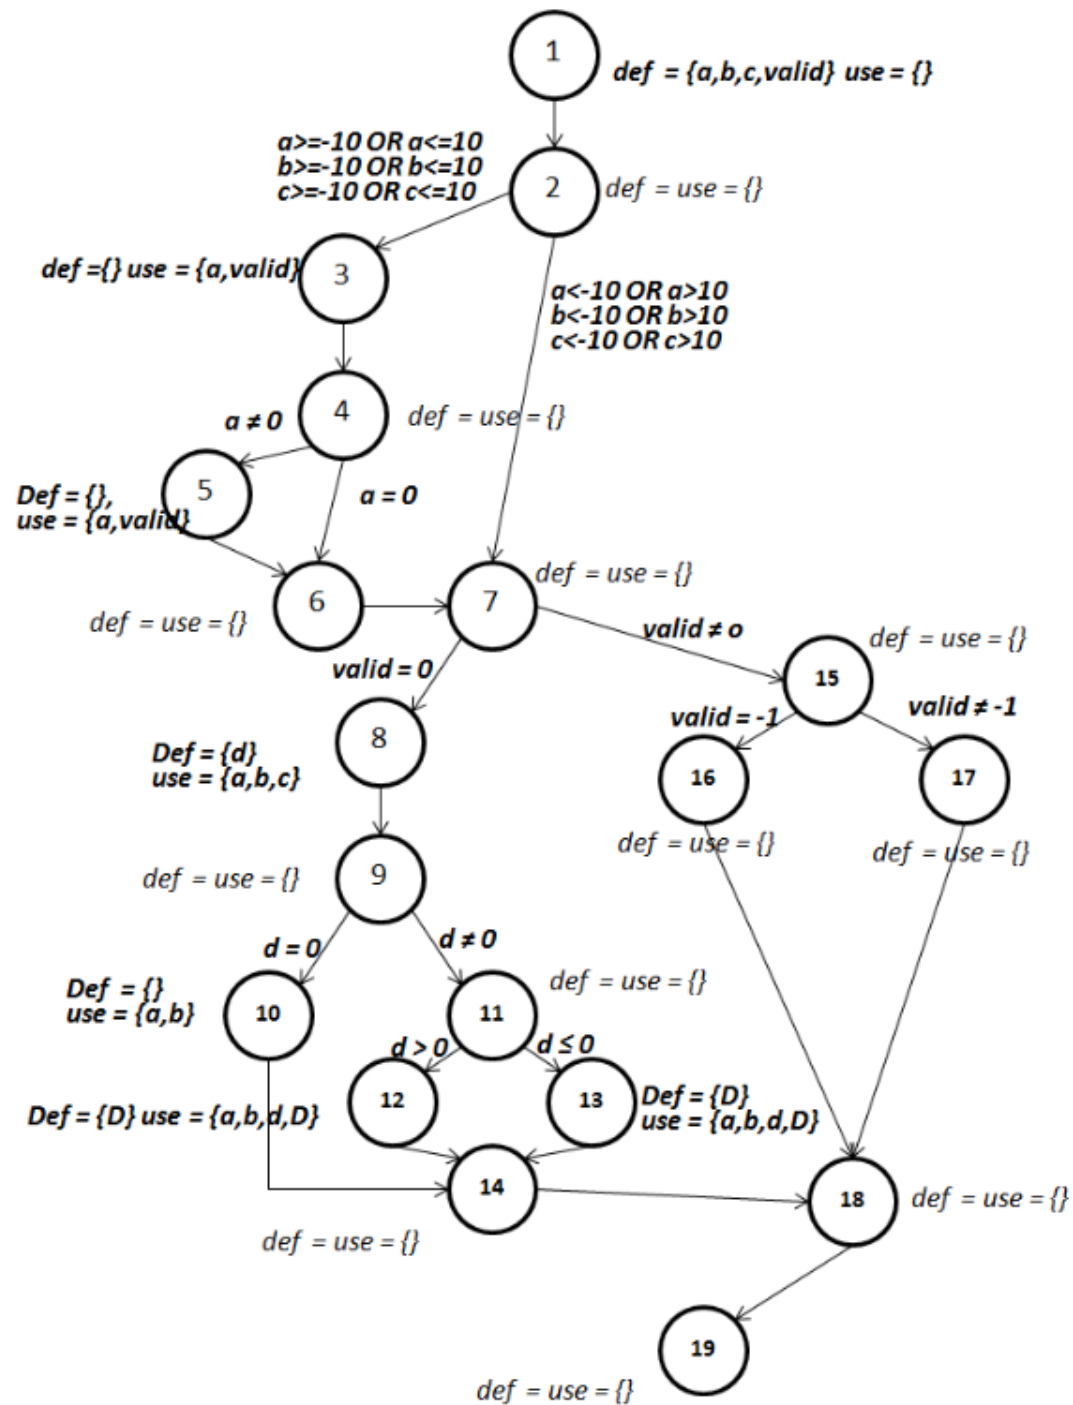 1
def = {a,b,c,valid} use = {}
a>=-10 OR a<=10
b>=-10 OR b<=10
c>=-10 OR c<=10
2
def = use = {}
def ={} use = {a,valid}
3
a<-10 OR a>10
b<-10 OR b>10
c<-10 OR c>10
4
def = use = {}
a ≠ 0
5
Def = {},
use = {a,valid}
a = 0
6
def = use = {}
7
def = use = {}
valid ≠ o
valid = 0
15
def = use = {}
valid = -1
valid ≠ -1
8
Def = {d}
use = {a,b,c}
16
17
def = use = {}
def = use = {}
9
def = use = {}
d = 0
d ≠ 0
Def = {}
use = {a,b}
10
11
def = use = {}
d > 0
d ≤ 0
12
13
Def = {D} use = {a,b,d,D}
Def = {D}
use = {a,b,d,D}
14
def = use = {}
18
def = use = {}
19
def = use = {}